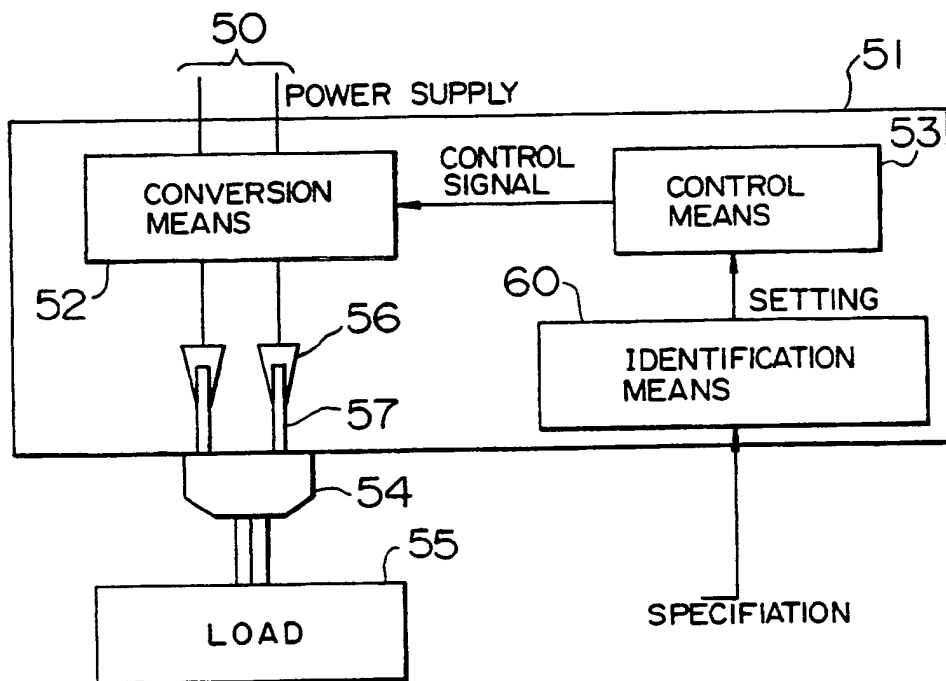 50
POWER SUPPLY
51
CONVERSION
MEANS
CONTROL
SIGNAL
53
CONTROL
MEANS
52
60
SETTING
56
IDENTIFICATION
MEANS
57
54
55
LOAD
SPECIFIATION